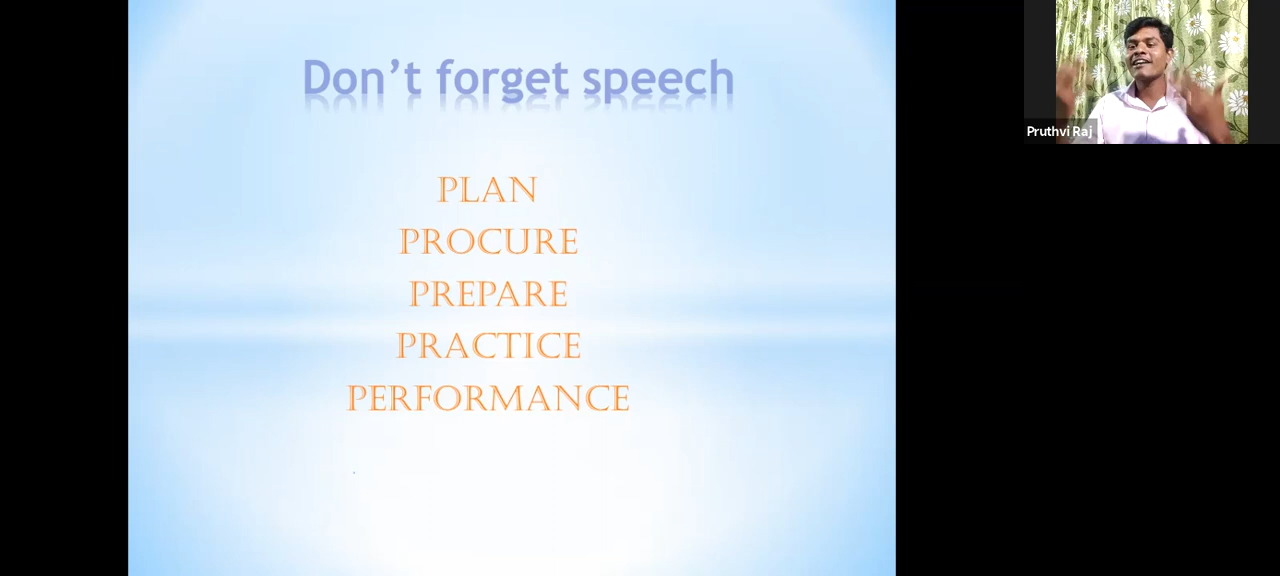 Don’t forget speech
PLAN
PROCURE
PREPARE
PRACTICE
PERFORMANCE
Pruthvi Raj